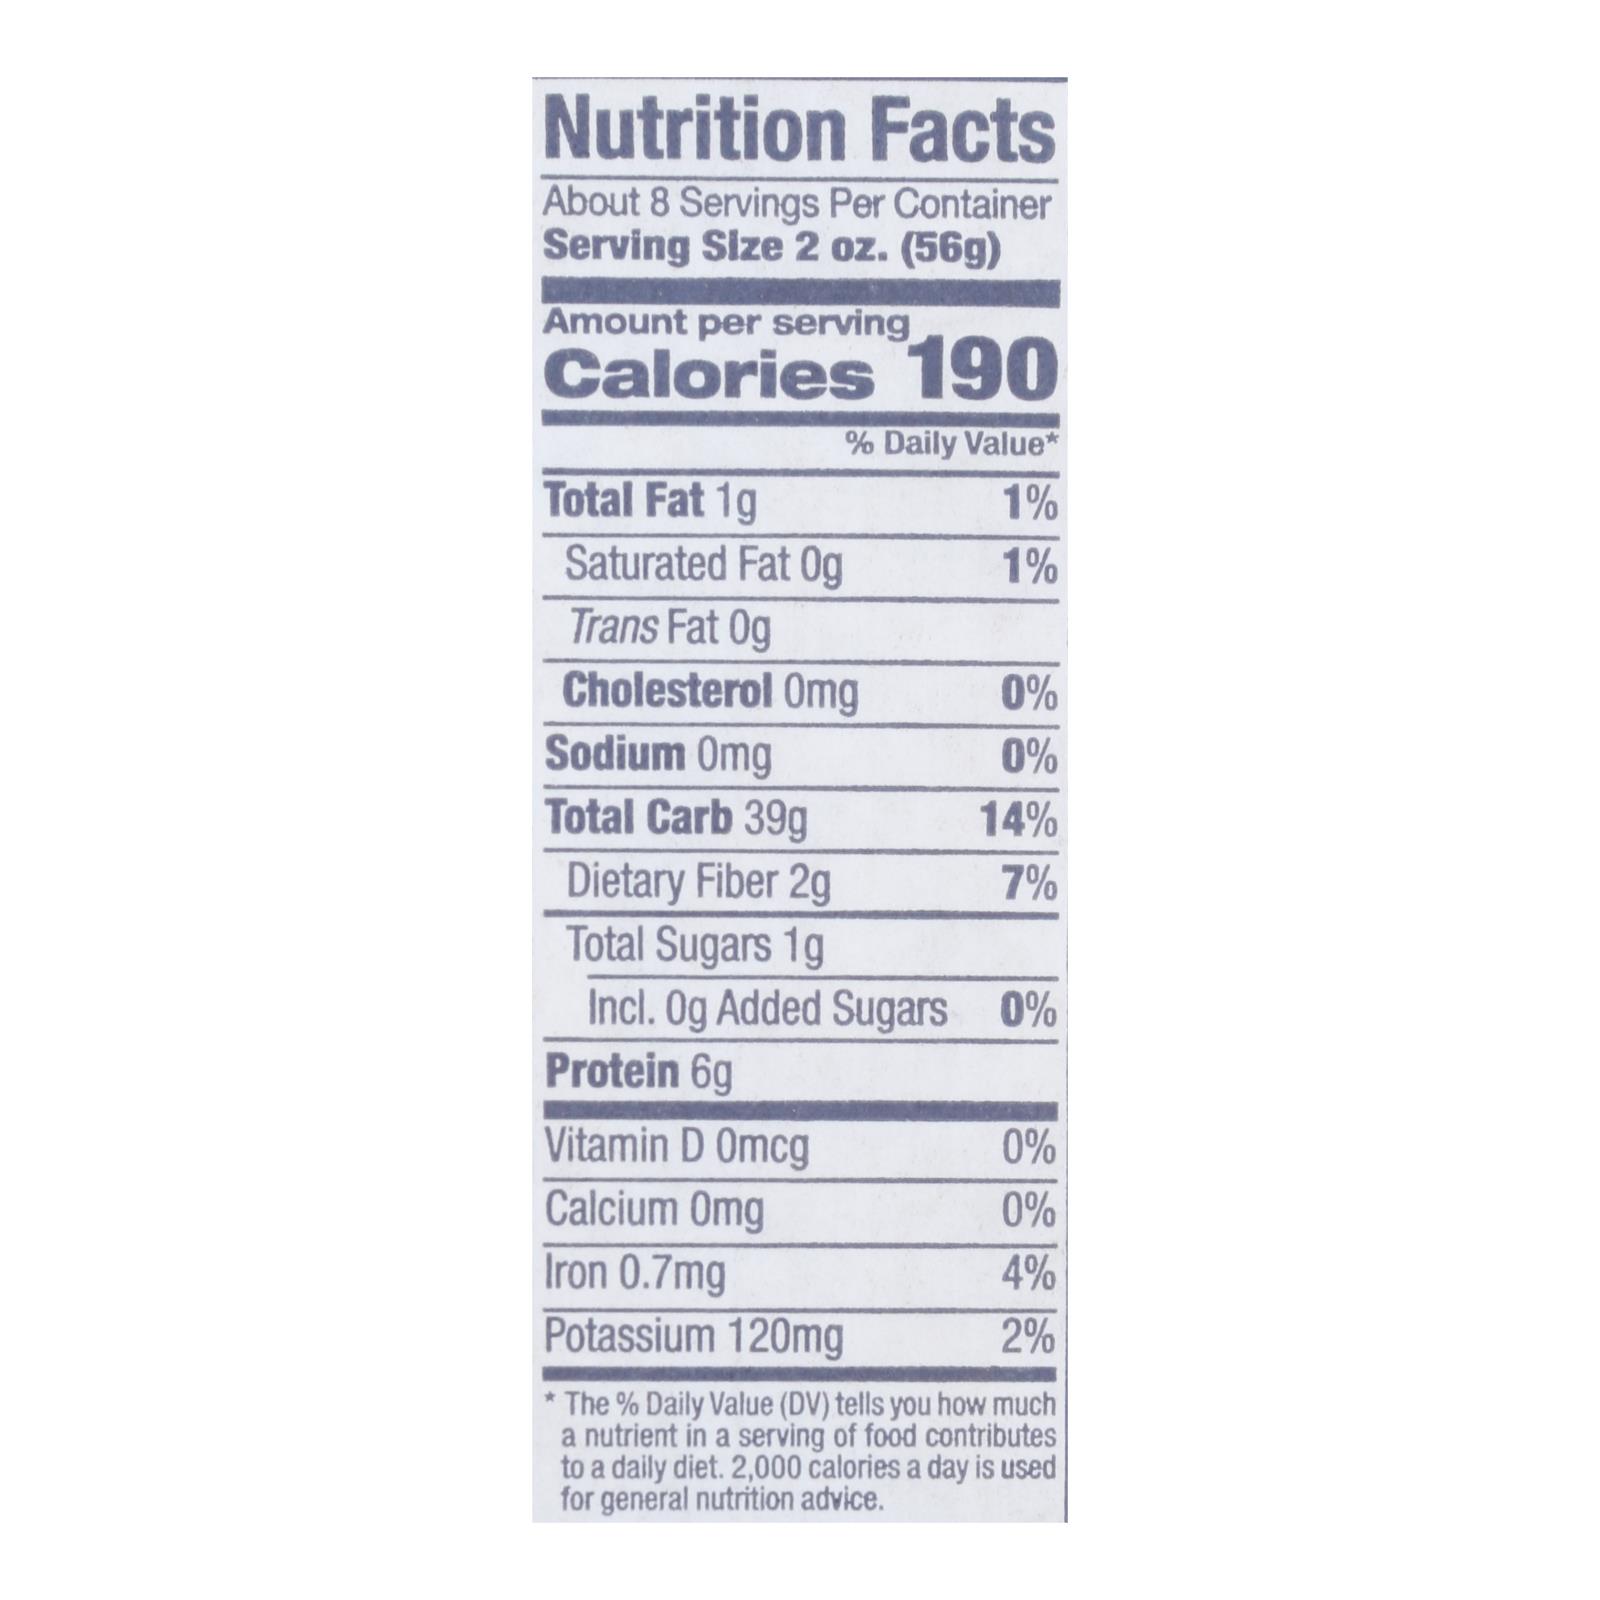 Nutrition Facts
About 8 Servings Per Container
Serving Size 2 oz. (56g)
Amount per serving
Calories 190
% Daily Value*
Total Fat 1g 1%
Saturated Fat 0g 1%
Trans Fat 0g
Cholesterol 0mg 0%
Sodium 0mg 0%
Total Carb 39g 14%
Dietary Fiber 2g 7%
Total Sugars 1g
Incl. 0g Added Sugars 0%
Protein 6g
Vitamin D 0mcg 0%
Calcium 0mg 0%
Iron 0.7mg 4%
Potassium 120mg 2%
* The % Daily Value (DV) tells you how much
a nutrient in a serving of food contributes
to a daily diet. 2,000 calories a day is used
for general nutrition advice.